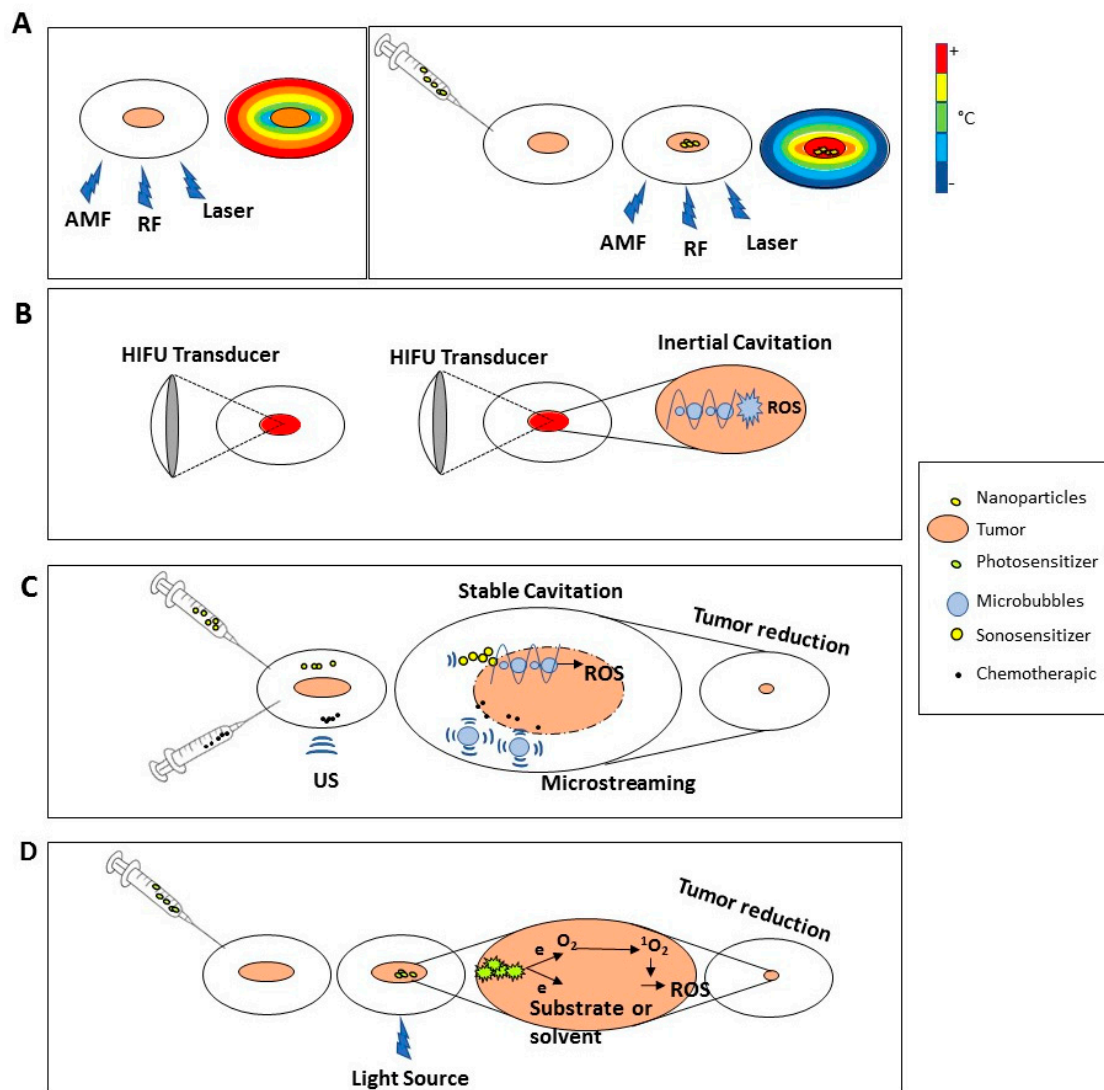 A
AMF
RF
Laser
AMF
RF
Laser
+
°C
-
B
HIFU Transducer
HIFU Transducer
Inertial Cavitation
ROS
Nanoparticles
Tumor
Photosensitizer
Microbubbles
Sonosensitizer
Chemotherapic
C
US
Stable Cavitation
ROS
Microstreaming
Tumor reduction
D
Light Source
e
O₂
¹O₂
e
ROS
Substrate or
solvent
Tumor reduction